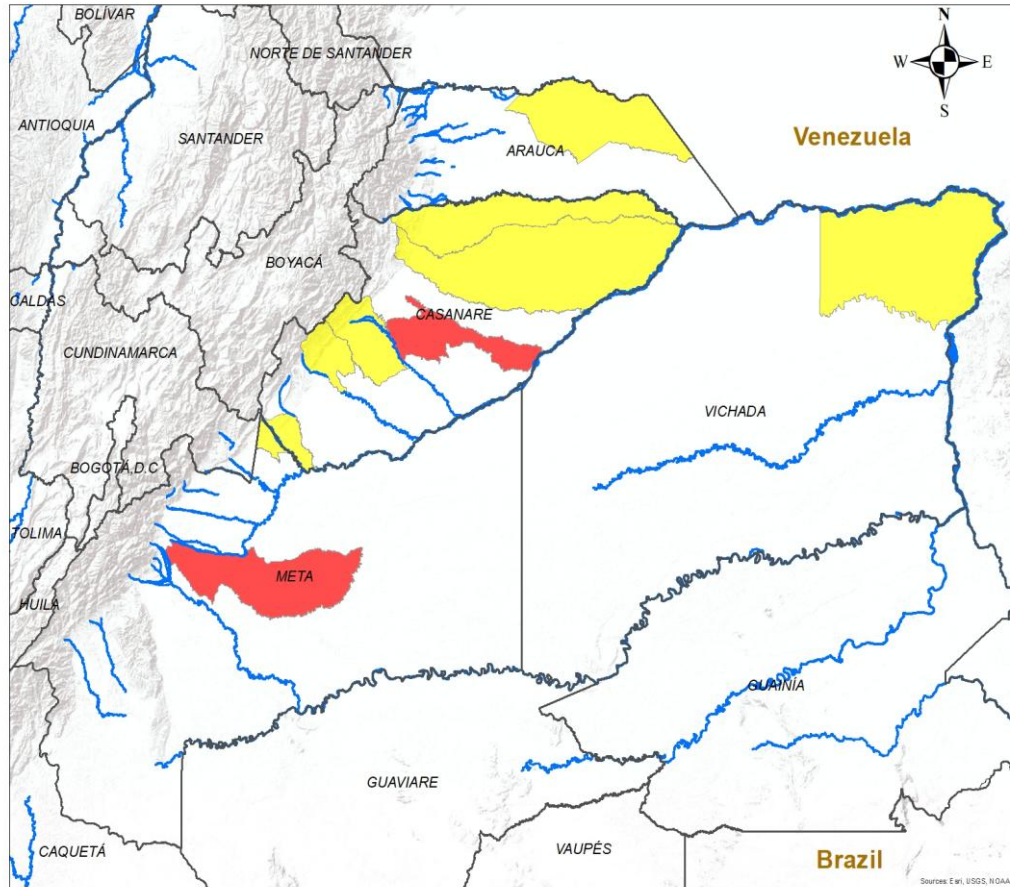 BOLÍVAR
NORTE DE SANTANDER
N
W
E
S
ANTIOQUIA
SANTANDER
ARAUCA
Venezuela
BOYACÁ
CALDAS
CASANARE
CUNDINAMARCA
VICHADA
BOGOTÁ, D.C
TOLIMA
META
HUILA
GUAINÍA
GUAVIARE
CAQUETÁ
VAUPÉS
Brazil
Sources: Esri, USGS, NOAA